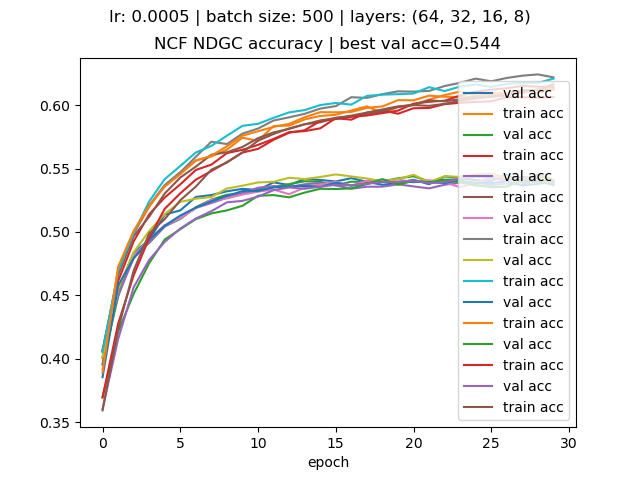 lr: 0.0005 | batch size: 500 | layers: (64, 32, 16, 8)
NCF NDGC accuracy | best val acc=0.544
0.60
0.55
0.50
0.45
0.40
0.35
val acc
train acc
val acc
train acc
val acc
train acc
val acc
train acc
val acc
train acc
val acc
train acc
val acc
train acc
val acc
train acc
0
5
10
15
20
25
30
epoch